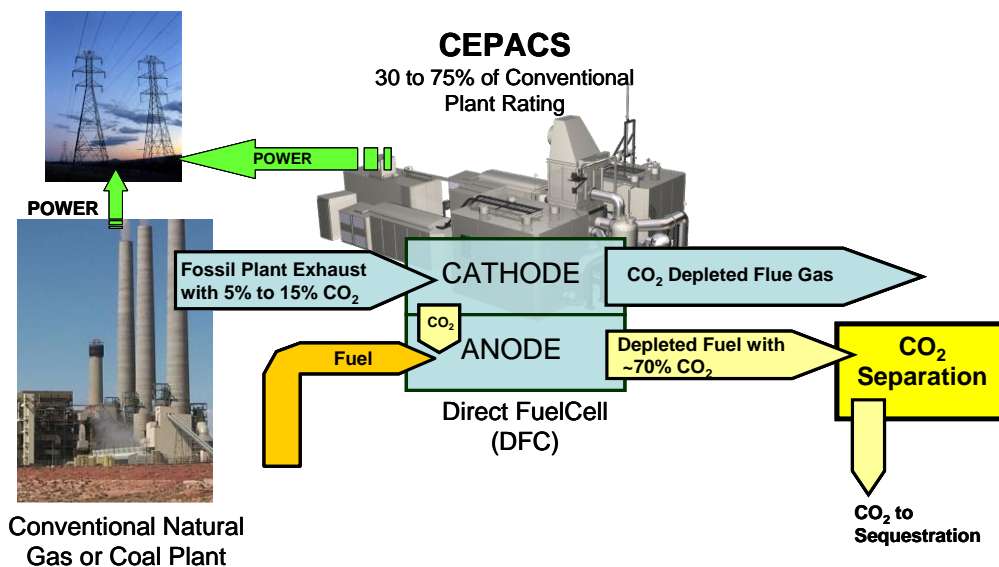 CEPACS
30 to 75% of Conventional
Plant Rating
POWER
POWER
Fossil Plant Exhaust
with 5% to 15% CO₂
CATHODE
CO₂ Depleted Flue Gas
CO₂
Fuel
ANODE
Depleted Fuel with
~70% CO₂
CO₂
Separation
Direct FuelCell
(DFC)
CO₂ to
Sequestration
Conventional Natural
Gas or Coal Plant